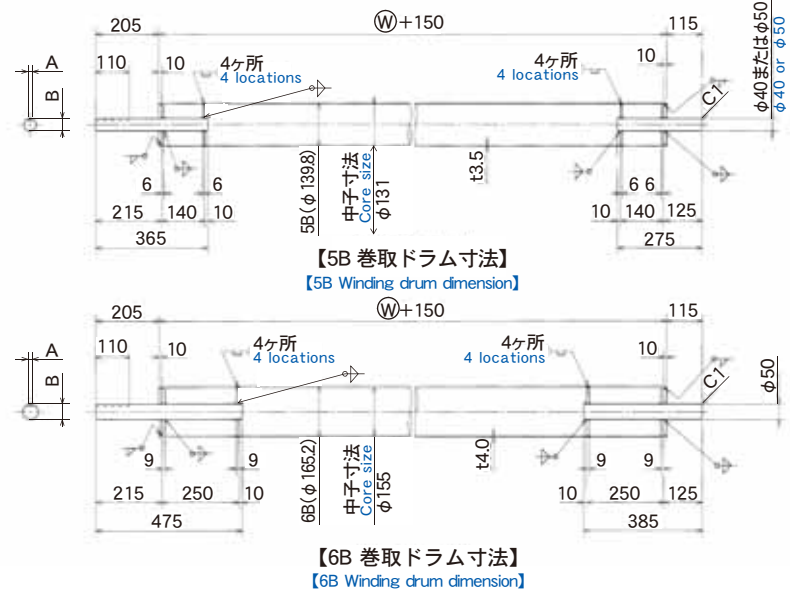 205
Ⓦ+150
115
A
110
10
4ヶ所
4 locations
4ヶ所
4 locations
10
C1
φ40またはφ50
φ40 or φ50
B
6
6
5B(φ139.8)
中子寸法
Core size
φ131
t3.5
6
6
215
140
10
10
140
125
365
275
【5B 巻取ドラム寸法】
【5B Winding drum dimension】
205
Ⓦ+150
115
A
110
10
4ヶ所
4 locations
4ヶ所
4 locations
10
C1
φ50
B
9
9
6B(φ165.2)
中子寸法
Core size
φ155
t4.0
9
9
215
250
10
10
250
125
475
385
【6B 巻取ドラム寸法】
【6B Winding drum dimension】